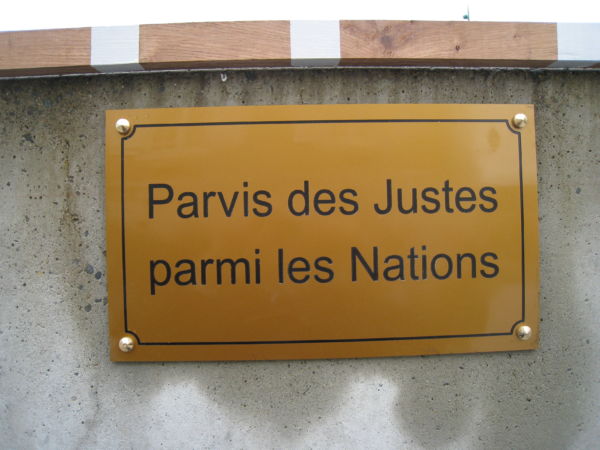 Parvis des Justes
parmi les Nations